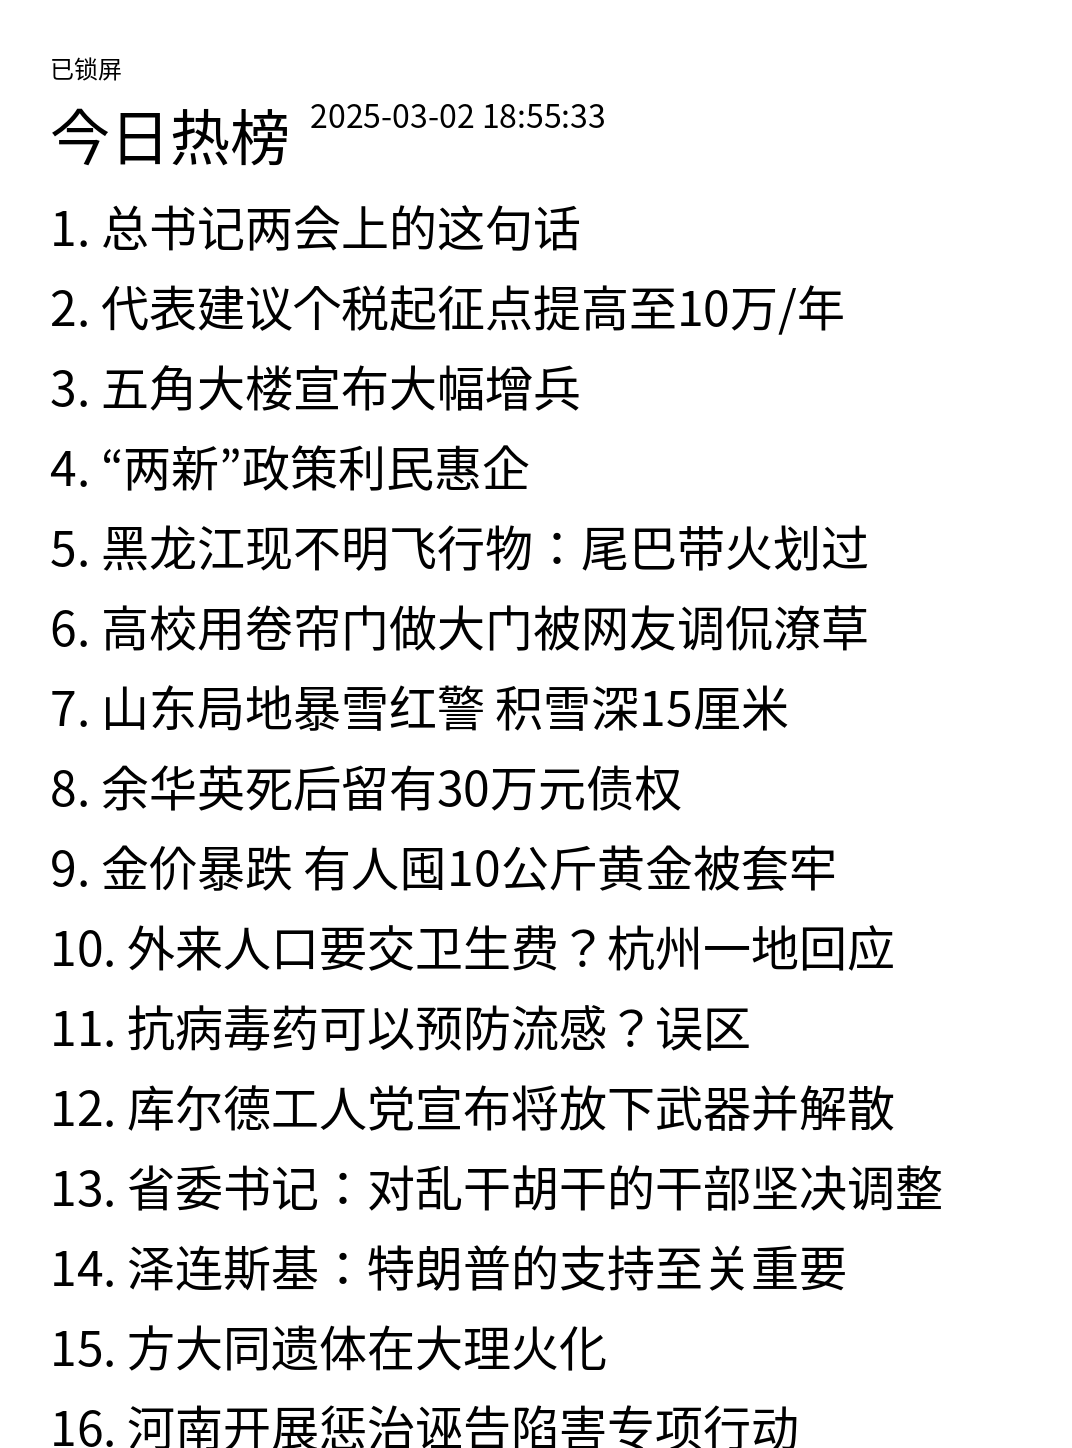 已锁屏
今日热榜 2025-03-02 18:55:33
1. 总书记两会上的这句话
2. 代表建议个税起征点提高至10万/年
3. 五角大楼宣布大幅增兵
4. “两新”政策利民惠企
5. 黑龙江现不明飞行物：尾巴带火划过
6. 高校用卷帘门做大门被网友调侃潦草
7. 山东局地暴雪红警 积雪深15厘米
8. 余华英死后留有30万元债权
9. 金价暴跌 有人囤10公斤黄金被套牢
10. 外来人口要交卫生费？杭州一地回应
11. 抗病毒药可以预防流感？误区
12. 库尔德工人党宣布将放下武器并解散
13. 省委书记：对乱干胡干的干部坚决调整
14. 泽连斯基：特朗普的支持至关重要
15. 方大同遗体在大理火化
16. 河南开展惩治诬告陷害专项行动